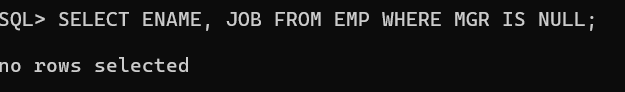 SQL> SELECT ENAME, JOB FROM EMP WHERE MGR IS NULL;
no rows selected